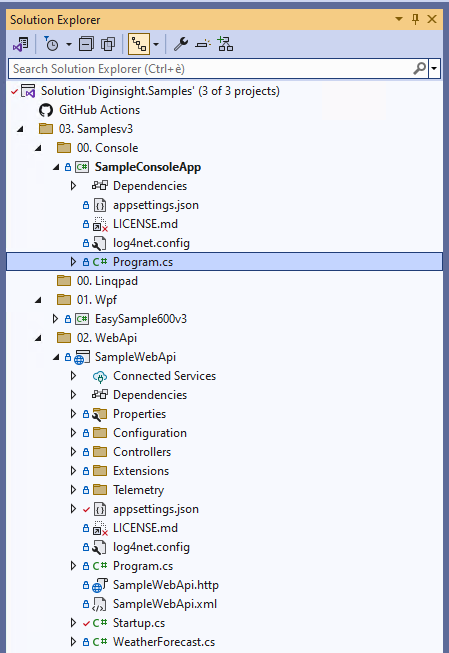 Solution Explorer
Search Solution Explorer (Ctrl+è)
Solution 'Diginsight.Samples' (3 of 3 projects)
GitHub Actions
03. Samplesv3
00. Console
C# SampleConsoleApp
Dependencies
appsettings.json
LICENSE.md
log4net.config
C# Program.cs
00. Linqpad
01. Wpf
C# EasySample600v3
02. WebApi
SampleWebApi
Connected Services
Dependencies
Properties
Configuration
Controllers
Extensions
Telemetry
appsettings.json
LICENSE.md
log4net.config
C# Program.cs
SampleWebApi.http
SampleWebApi.xml
C# Startup.cs
C# WeatherForecast.cs